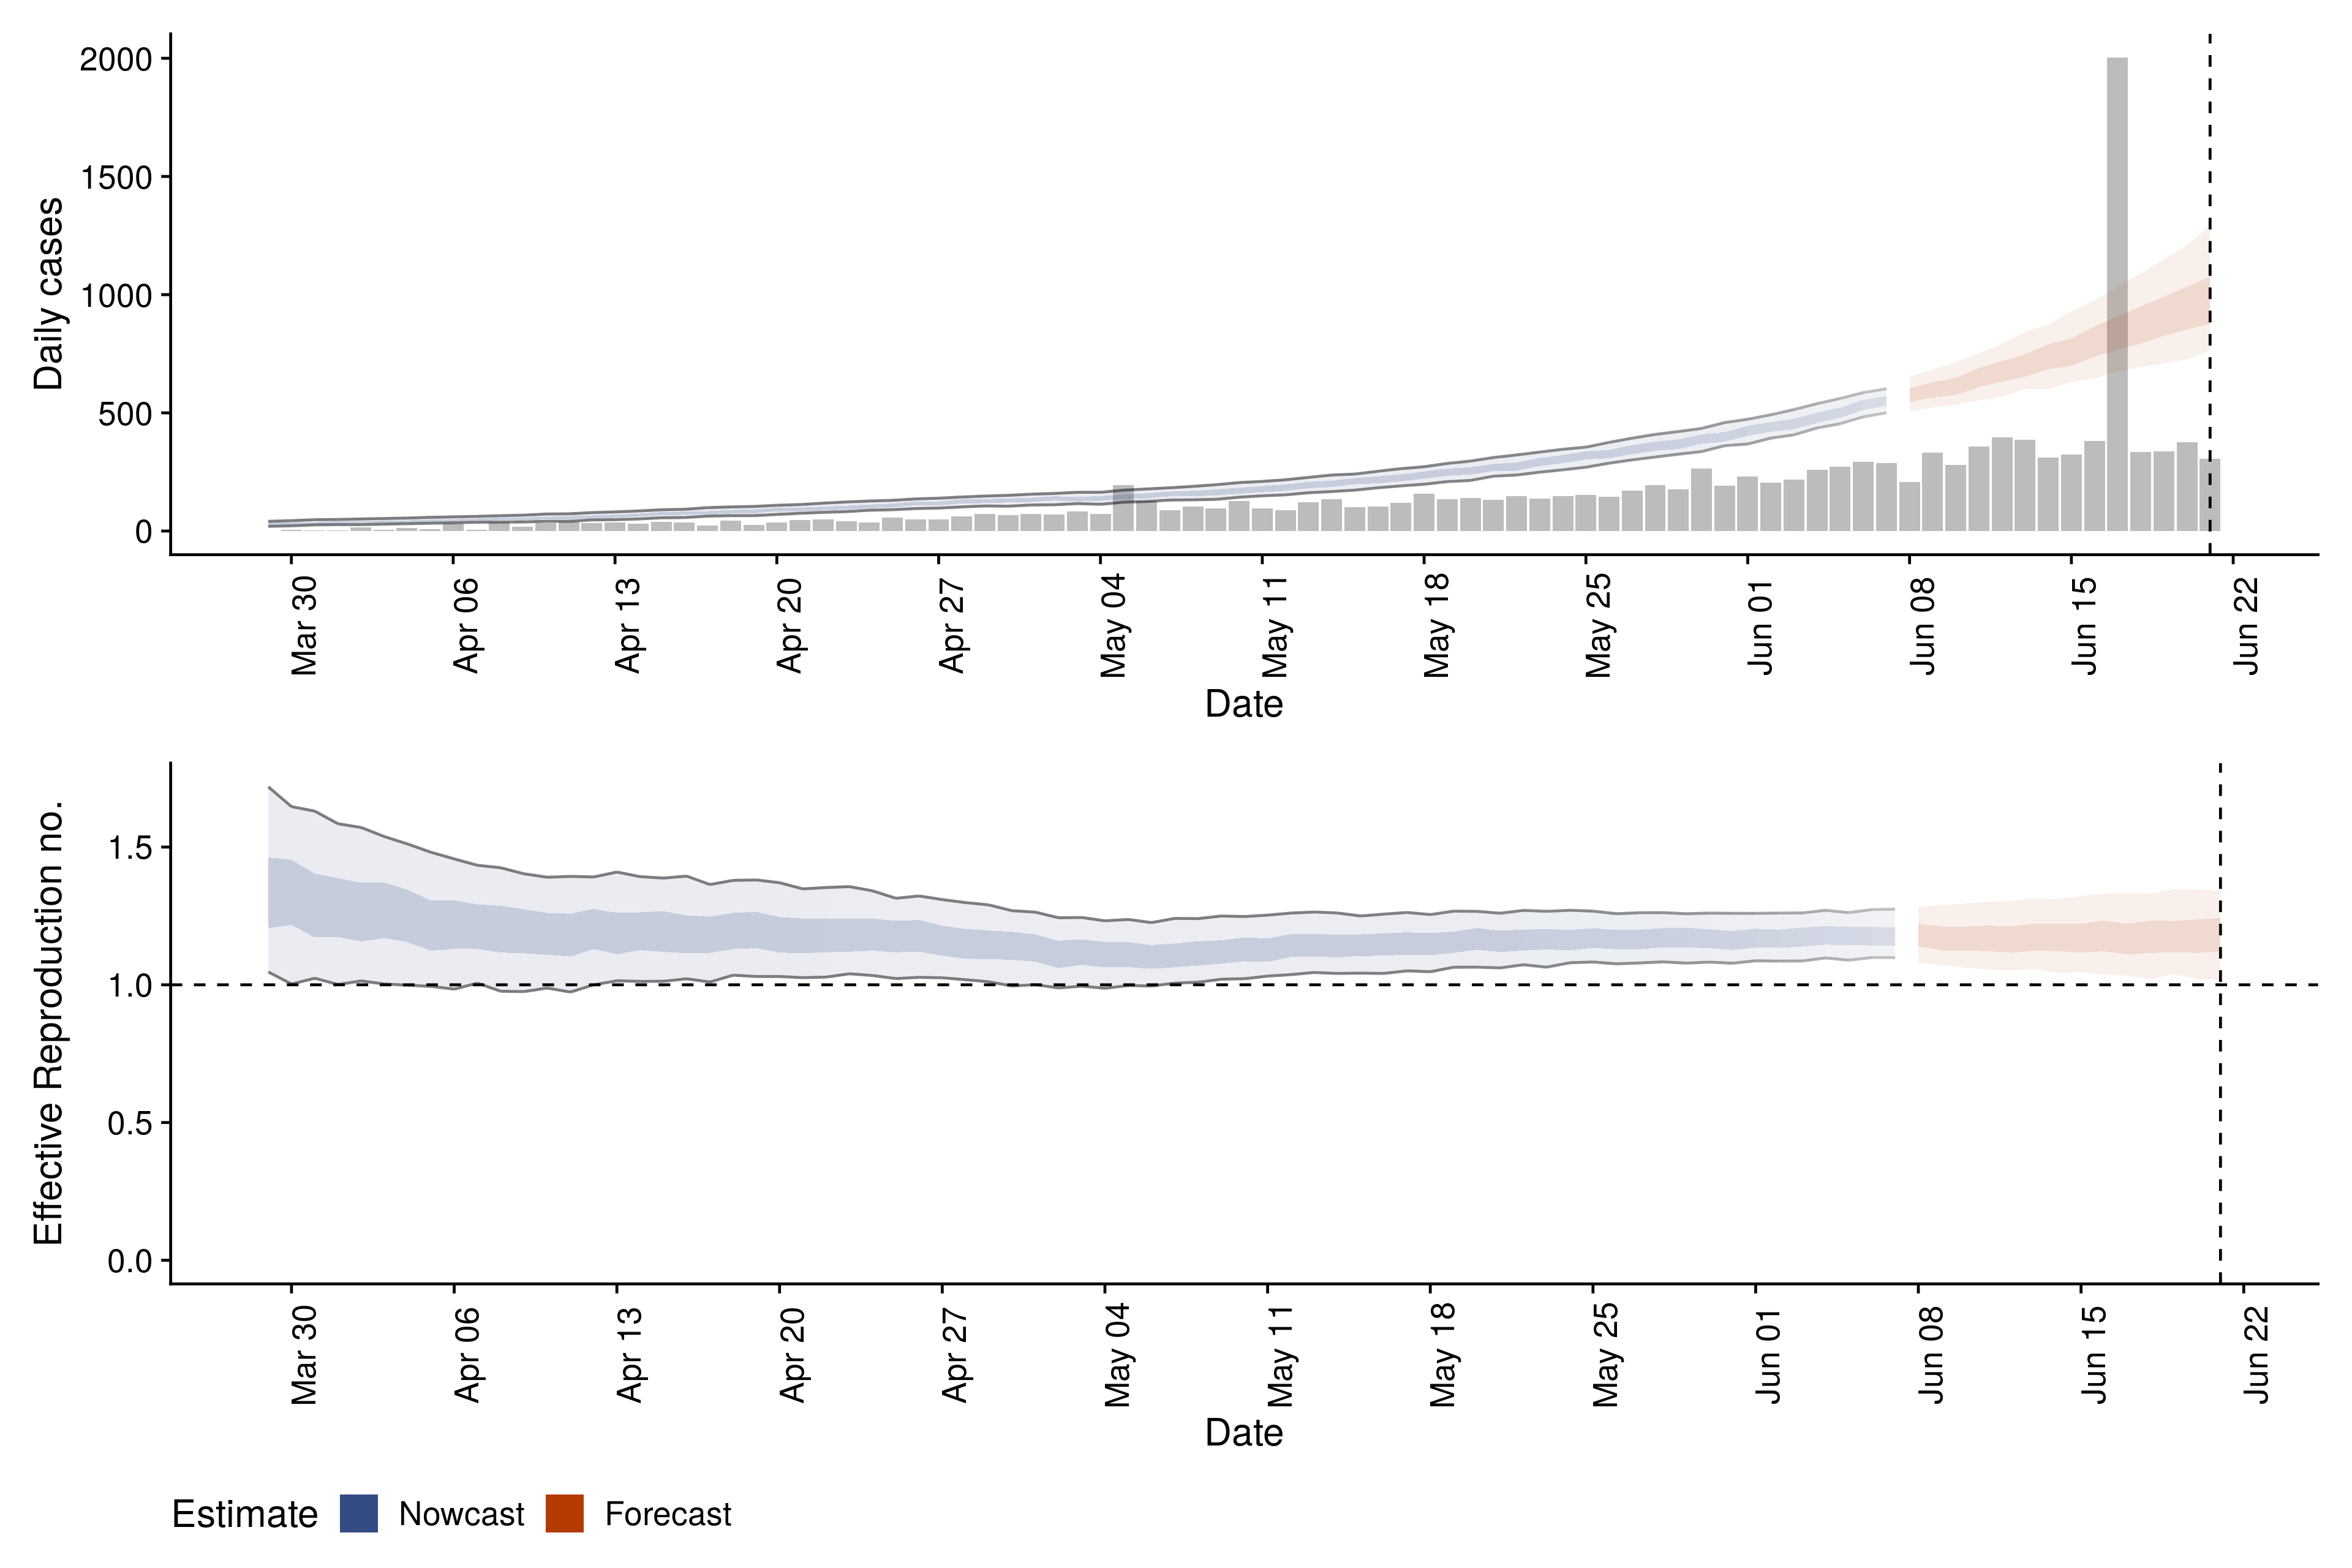 Daily cases
2000
1500
1000
500
0
Mar 30
Apr 06
Apr 13
Apr 20
Apr 27
May 04
May 11
May 18
May 25
Jun 01
Jun 08
Jun 15
Jun 22
Date
Effective Reproduction no.
1.5
1.0
0.5
0.0
Mar 30
Apr 06
Apr 13
Apr 20
Apr 27
May 04
May 11
May 18
May 25
Jun 01
Jun 08
Jun 15
Jun 22
Date
Estimate Nowcast Forecast